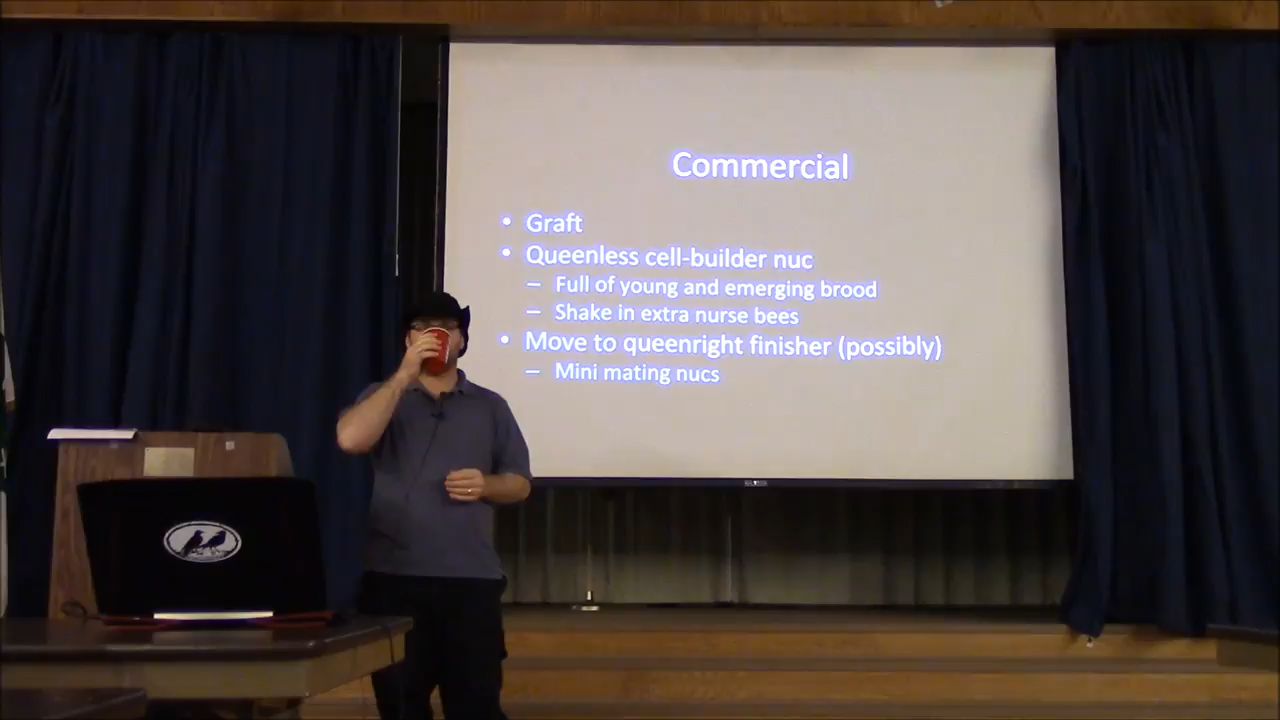 Commercial
• Graft
• Queenless cell-builder nuc
– Full of young and emerging brood
– Shake in extra nurse bees
• Move to queenright finisher (possibly)
– Mini mating nucs